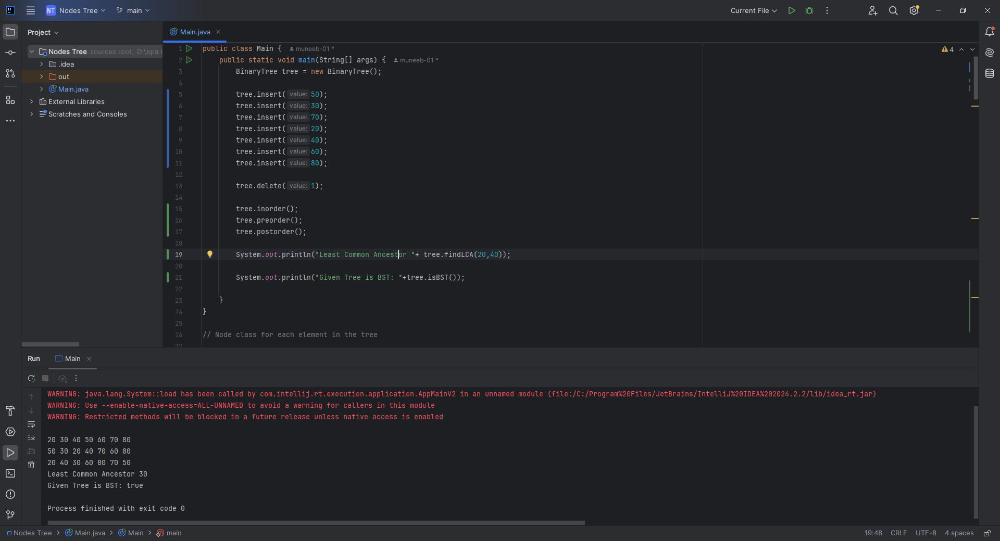 NT Nodes Tree main Current File
Project Main.java
Nodes Tree sources root, D:\Iqra
.idea
out
Main.java
External Libraries
Scratches and Consoles
4
1 public class Main { muneeb-01 *
2 public static void main(String[] args) { muneeb-01 *
3 BinaryTree tree = new BinaryTree();
4
5 tree.insert( value: 50);
6 tree.insert( value: 30);
7 tree.insert( value: 70);
8 tree.insert( value: 20);
9 tree.insert( value: 40);
10 tree.insert( value: 60);
11 tree.insert( value: 80);
12
13 tree.delete( value: 1);
14
15 tree.inorder();
16 tree.preorder();
17 tree.postorder();
18
19 System.out.println("Least Common Ancestor "+ tree.findLCA(20,40));
20
21 System.out.println("Given Tree is BST: "+tree.isBST());
22
23 }
24 }
25
26 // Node class for each element in the tree
27
Run Main
WARNING: java.lang.System::load has been called by com.intellij.rt.execution.application.AppMainV2 in an unnamed module (file:/C:/Program%20Files/JetBrains/IntelliJ%20IDEA%202024.2.2/lib/idea_rt.jar)
WARNING: Use --enable-native-access=ALL-UNNAMED to avoid a warning for callers in this module
WARNING: Restricted methods will be blocked in a future release unless native access is enabled
20 30 40 50 60 70 80
50 30 20 40 70 60 80
20 40 30 60 80 70 50
Least Common Ancestor 30
Given Tree is BST: true
Process finished with exit code 0
Nodes Tree > Main.java > Main > main 19:48 CRLF UTF-8 4 spaces